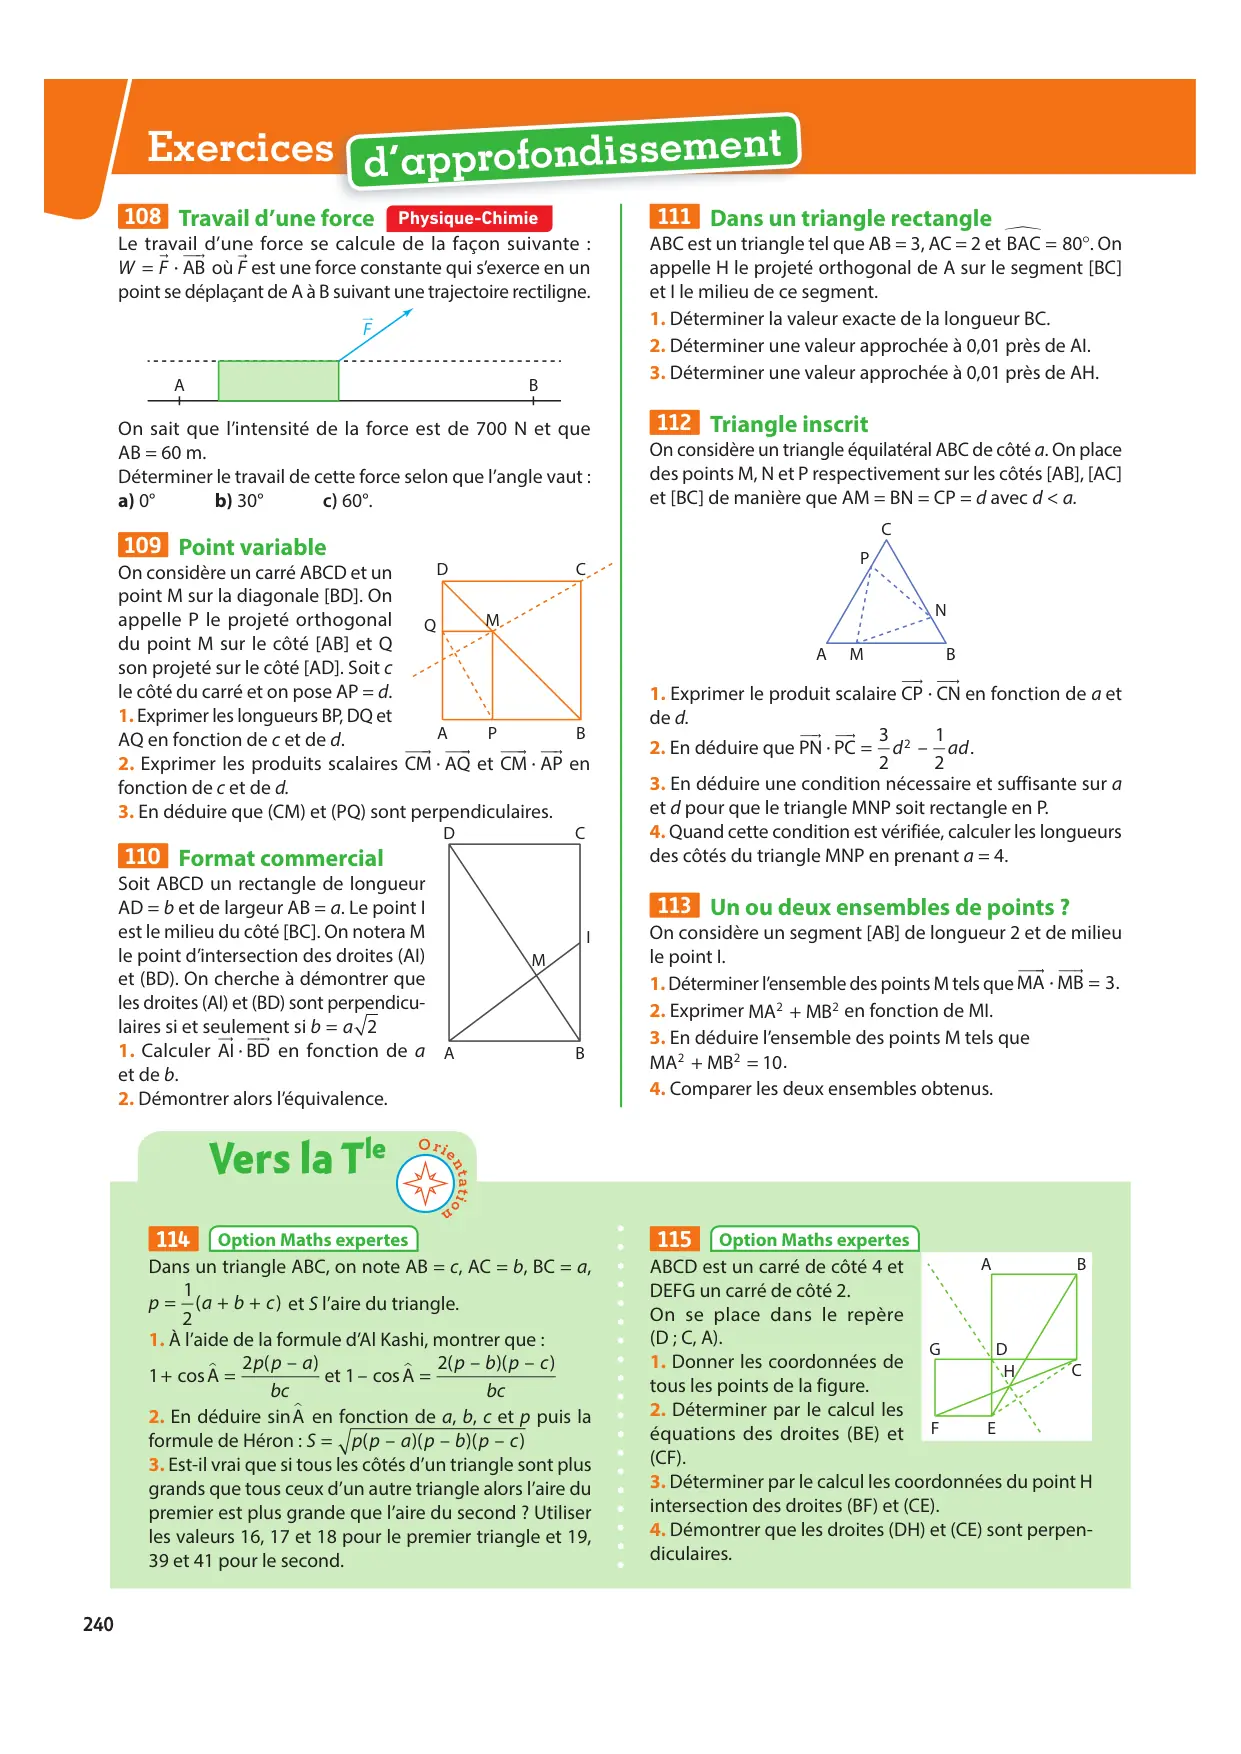 Exercices d’approfondissement
108 Travail d’une force Physique-Chimie
Le travail d’une force se calcule de la façon suivante :
W = F⃗ · AB⃗ où F⃗ est une force constante qui s’exerce en un
point se déplaçant de A à B suivant une trajectoire rectiligne.
F⃗
A B
On sait que l’intensité de la force est de 700 N et que
AB = 60 m.
Déterminer le travail de cette force selon que l’angle vaut :
a) 0° b) 30° c) 60°.
109 Point variable
On considère un carré ABCD et un
point M sur la diagonale [BD]. On
appelle P le projeté orthogonal
du point M sur le côté [AB] et Q
son projeté sur le côté [AD]. Soit c
le côté du carré et on pose AP = d.
1. Exprimer les longueurs BP, DQ et
AQ en fonction de c et de d.
D C
Q M
A P B
2. Exprimer les produits scalaires CM⃗ · AQ⃗ et CM⃗ · AP⃗ en
fonction de c et de d.
3. En déduire que (CM) et (PQ) sont perpendiculaires.
110 Format commercial
Soit ABCD un rectangle de longueur
AD = b et de largeur AB = a. Le point I
est le milieu du côté [BC]. On notera M
le point d’intersection des droites (AI)
et (BD). On cherche à démontrer que
les droites (AI) et (BD) sont perpendicu-
laires si et seulement si b = a√2
1. Calculer AI⃗ · BD⃗ en fonction de a
et de b.
2. Démontrer alors l’équivalence.
D C
I
M
A B
111 Dans un triangle rectangle
ABC est un triangle tel que AB = 3, AC = 2 et BAC = 80°. On
appelle H le projeté orthogonal de A sur le segment [BC]
et I le milieu de ce segment.
1. Déterminer la valeur exacte de la longueur BC.
2. Déterminer une valeur approchée à 0,01 près de AI.
3. Déterminer une valeur approchée à 0,01 près de AH.
112 Triangle inscrit
On considère un triangle équilatéral ABC de côté a. On place
des points M, N et P respectivement sur les côtés [AB], [AC]
et [BC] de manière que AM = BN = CP = d avec d < a.
C
P
N
A M B
1. Exprimer le produit scalaire CP⃗ · CN⃗ en fonction de a et
de d.
2. En déduire que PN⃗ · PC⃗ = 3/2 d² – 1/2 ad.
3. En déduire une condition nécessaire et suffisante sur a
et d pour que le triangle MNP soit rectangle en P.
4. Quand cette condition est vérifiée, calculer les longueurs
des côtés du triangle MNP en prenant a = 4.
113 Un ou deux ensembles de points ?
On considère un segment [AB] de longueur 2 et de milieu
le point I.
1. Déterminer l’ensemble des points M tels que MA⃗ · MB⃗ = 3.
2. Exprimer MA² + MB² en fonction de MI.
3. En déduire l’ensemble des points M tels que
MA² + MB² = 10.
4. Comparer les deux ensembles obtenus.
Vers la Tle
Orientation
114 Option Maths expertes
Dans un triangle ABC, on note AB = c, AC = b, BC = a,
p = 1/2 (a + b + c) et S l’aire du triangle.
1. À l’aide de la formule d’Al Kashi, montrer que :
1 + cos Â = 2p(p – a)/bc et 1 – cos Â = 2(p – b)(p – c)/bc
2. En déduire sin Â en fonction de a, b, c et p puis la
formule de Héron : S = √p(p – a)(p – b)(p – c)
3. Est-il vrai que si tous les côtés d’un triangle sont plus
grands que tous ceux d’un autre triangle alors l’aire du
premier est plus grande que l’aire du second ? Utiliser
les valeurs 16, 17 et 18 pour le premier triangle et 19,
39 et 41 pour le second.
115 Option Maths expertes
ABCD est un carré de côté 4 et
DEFG un carré de côté 2.
On se place dans le repère
(D ; C, A).
1. Donner les coordonnées de
tous les points de la figure.
2. Déterminer par le calcul les
équations des droites (BE) et
(CF).
A B
G D
H C
F E
3. Déterminer par le calcul les coordonnées du point H
intersection des droites (BF) et (CE).
4. Démontrer que les droites (DH) et (CE) sont perpen-
diculaires.
240